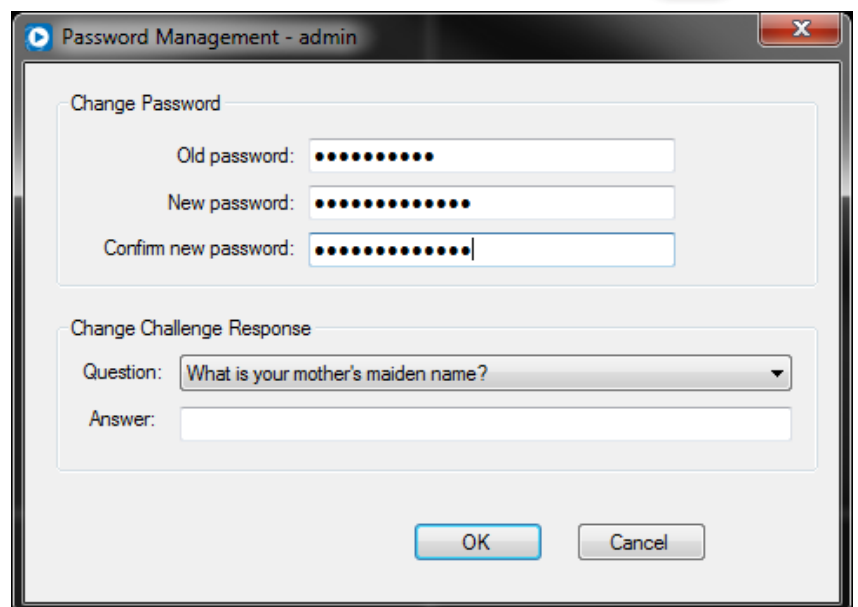 Password Management - admin
Change Password
Old password: ●●●●●●●●●●
New password: ●●●●●●●●●●●●●
Confirm new password: ●●●●●●●●●●●●●
Change Challenge Response
Question: What is your mother's maiden name?
Answer:
OK Cancel